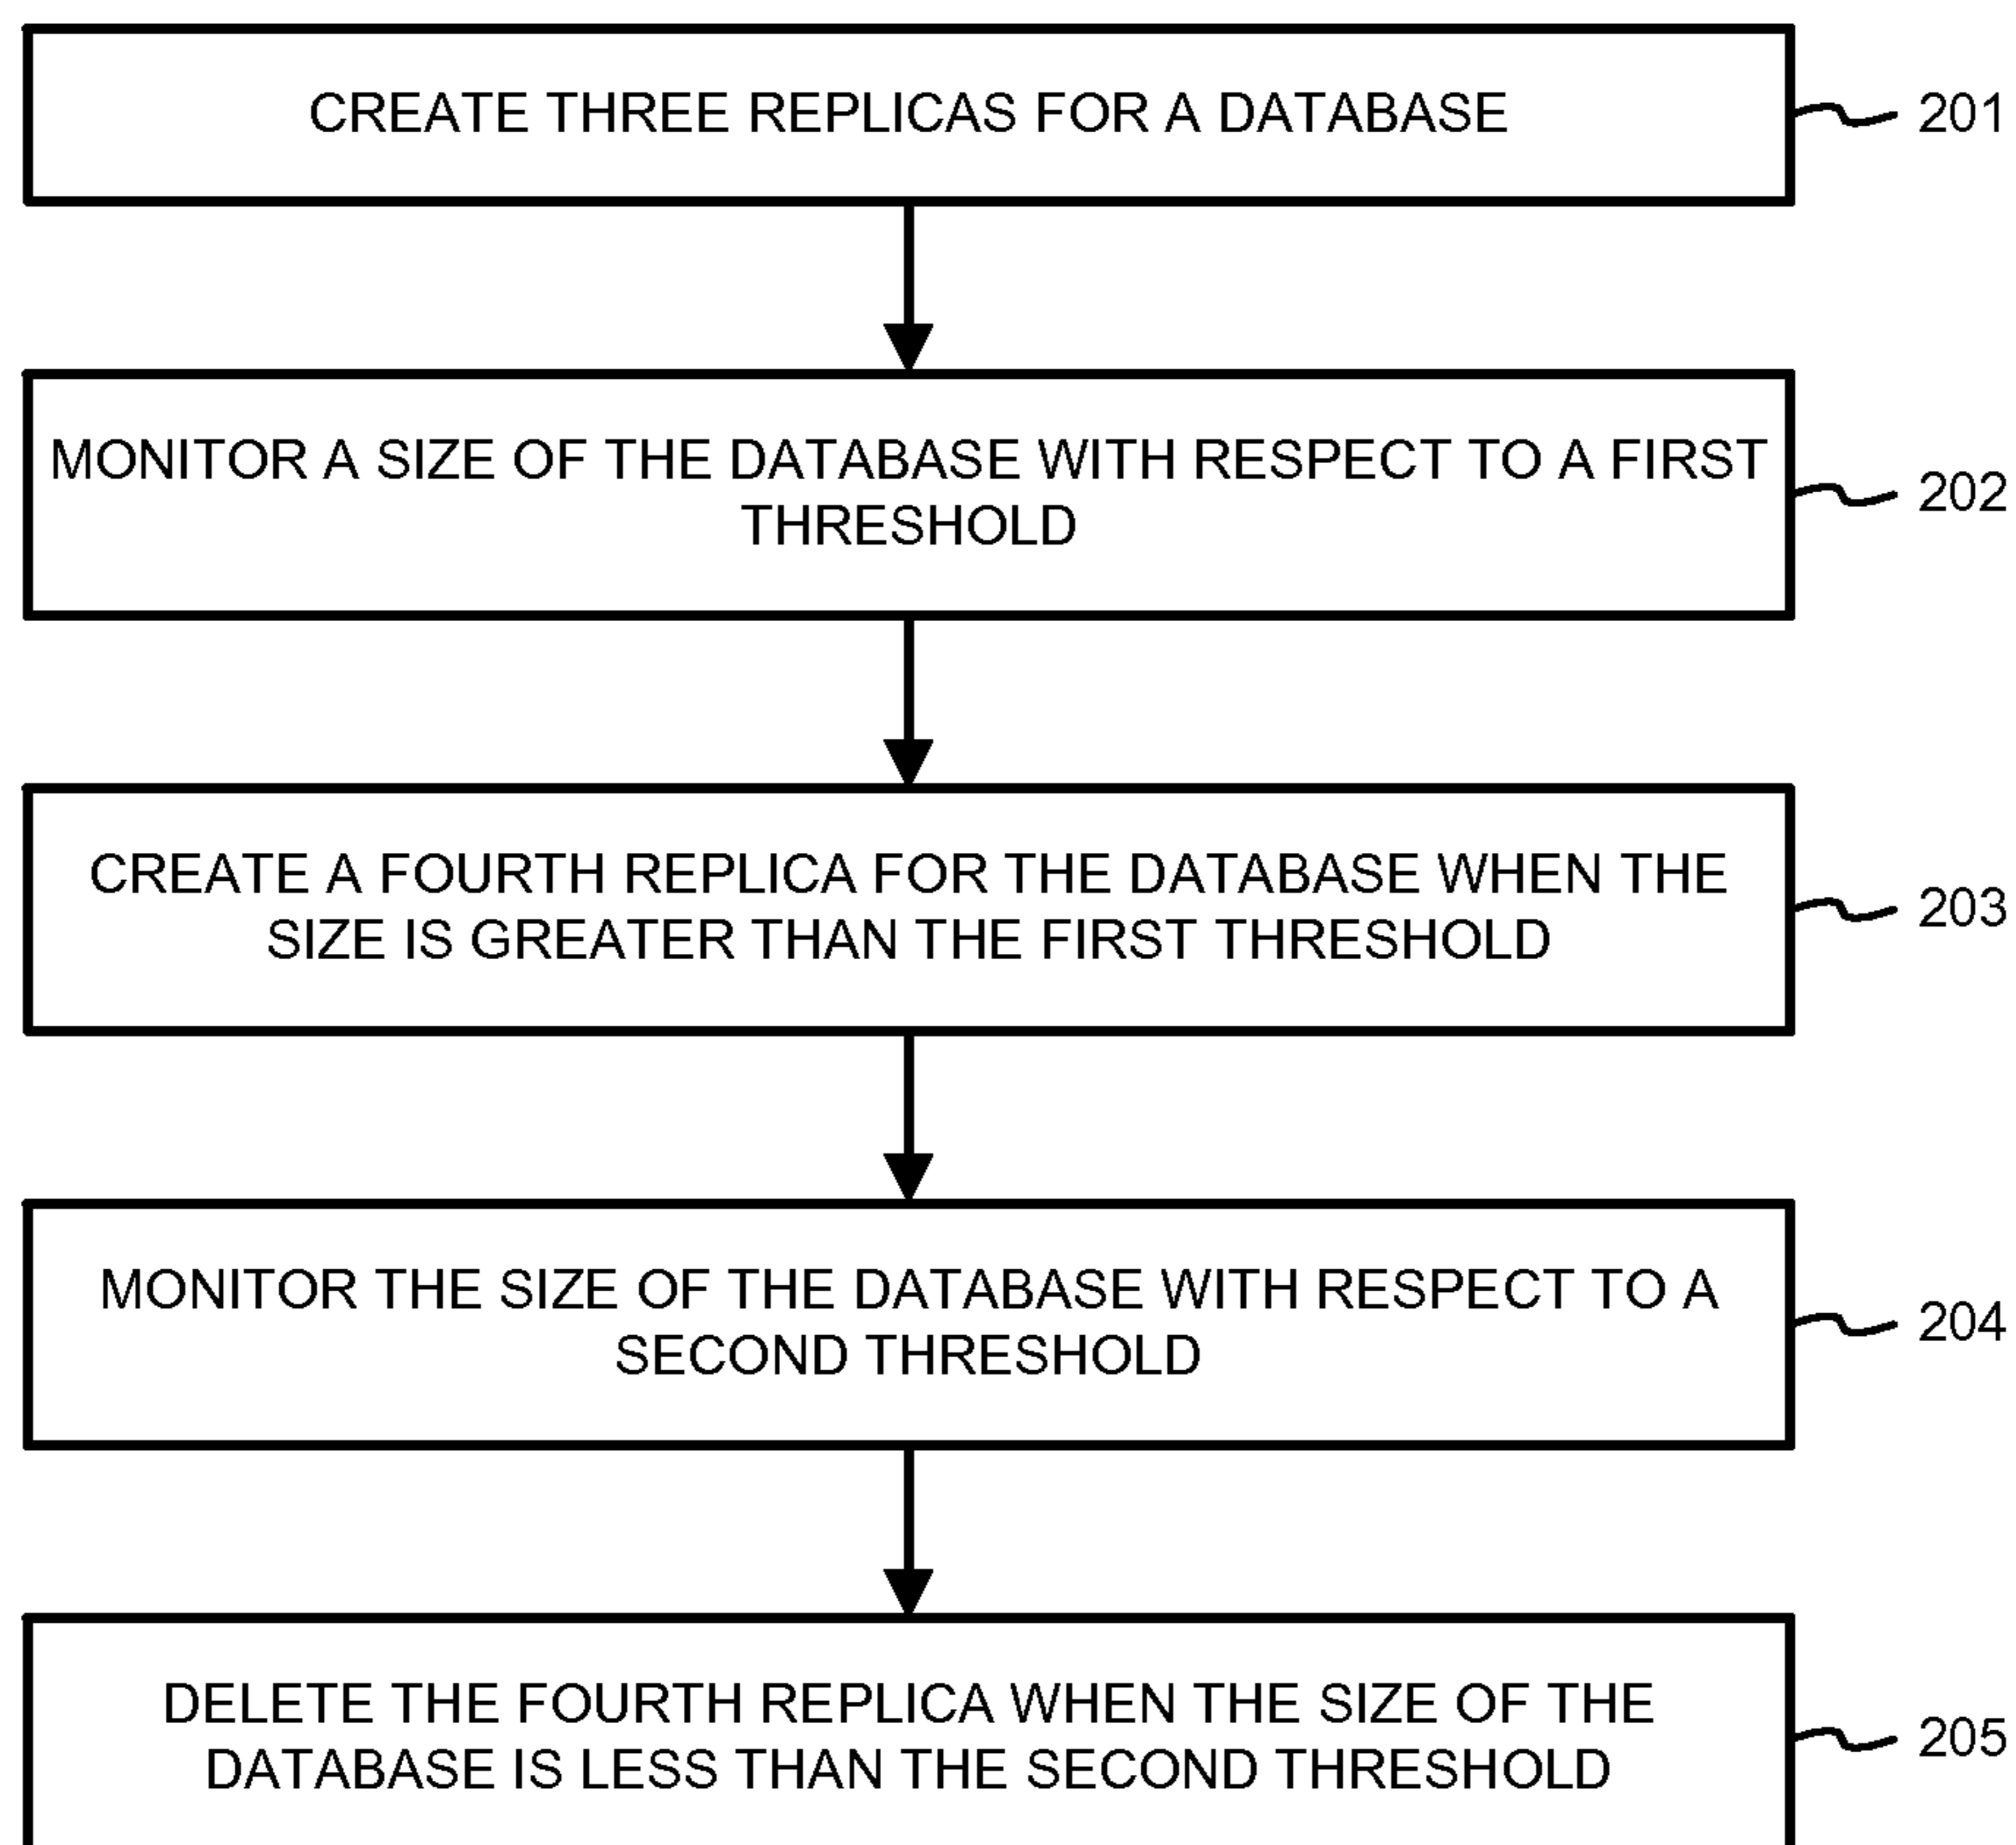 CREATE THREE REPLICAS FOR A DATABASE
201
MONITOR A SIZE OF THE DATABASE WITH RESPECT TO A FIRST
THRESHOLD
202
CREATE A FOURTH REPLICA FOR THE DATABASE WHEN THE
SIZE IS GREATER THAN THE FIRST THRESHOLD
203
MONITOR THE SIZE OF THE DATABASE WITH RESPECT TO A
SECOND THRESHOLD
204
DELETE THE FOURTH REPLICA WHEN THE SIZE OF THE
DATABASE IS LESS THAN THE SECOND THRESHOLD
205